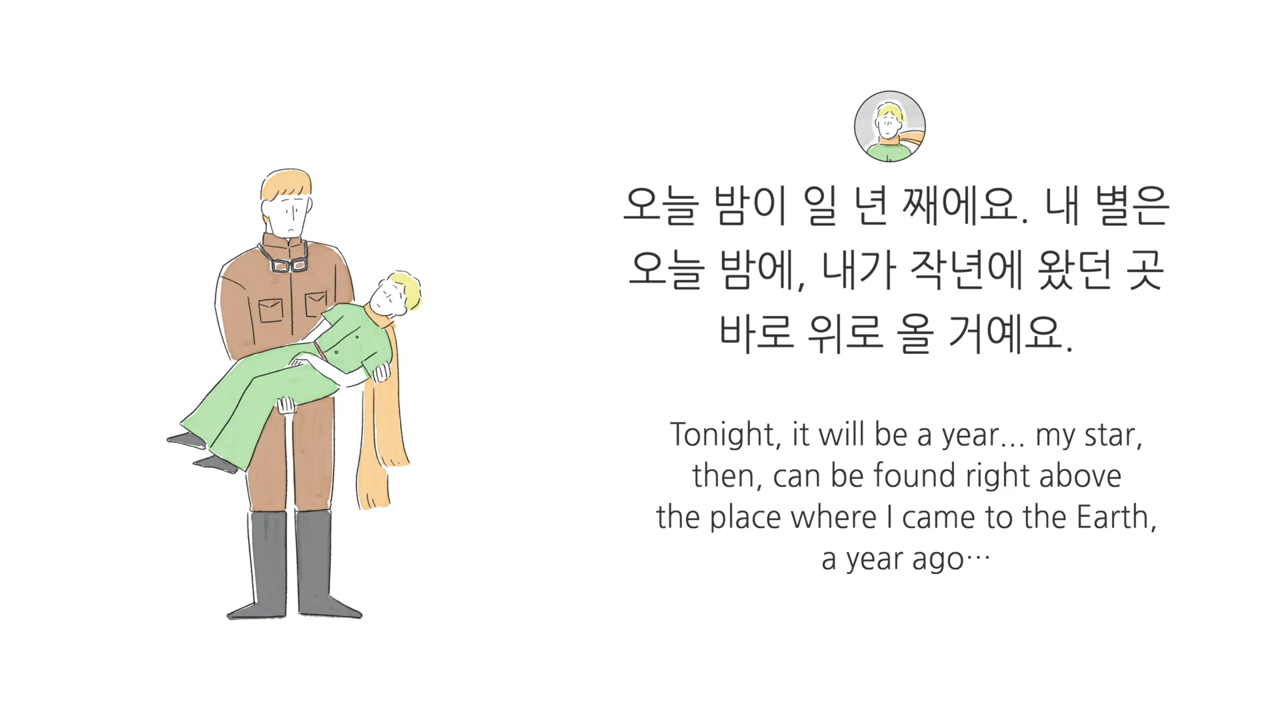 오늘 밤이 일 년 째에요. 내 별은
오늘 밤에, 내가 작년에 왔던 곳
바로 위로 올 거예요.
Tonight, it will be a year... my star,
then, can be found right above
the place where I came to the Earth,
a year ago…